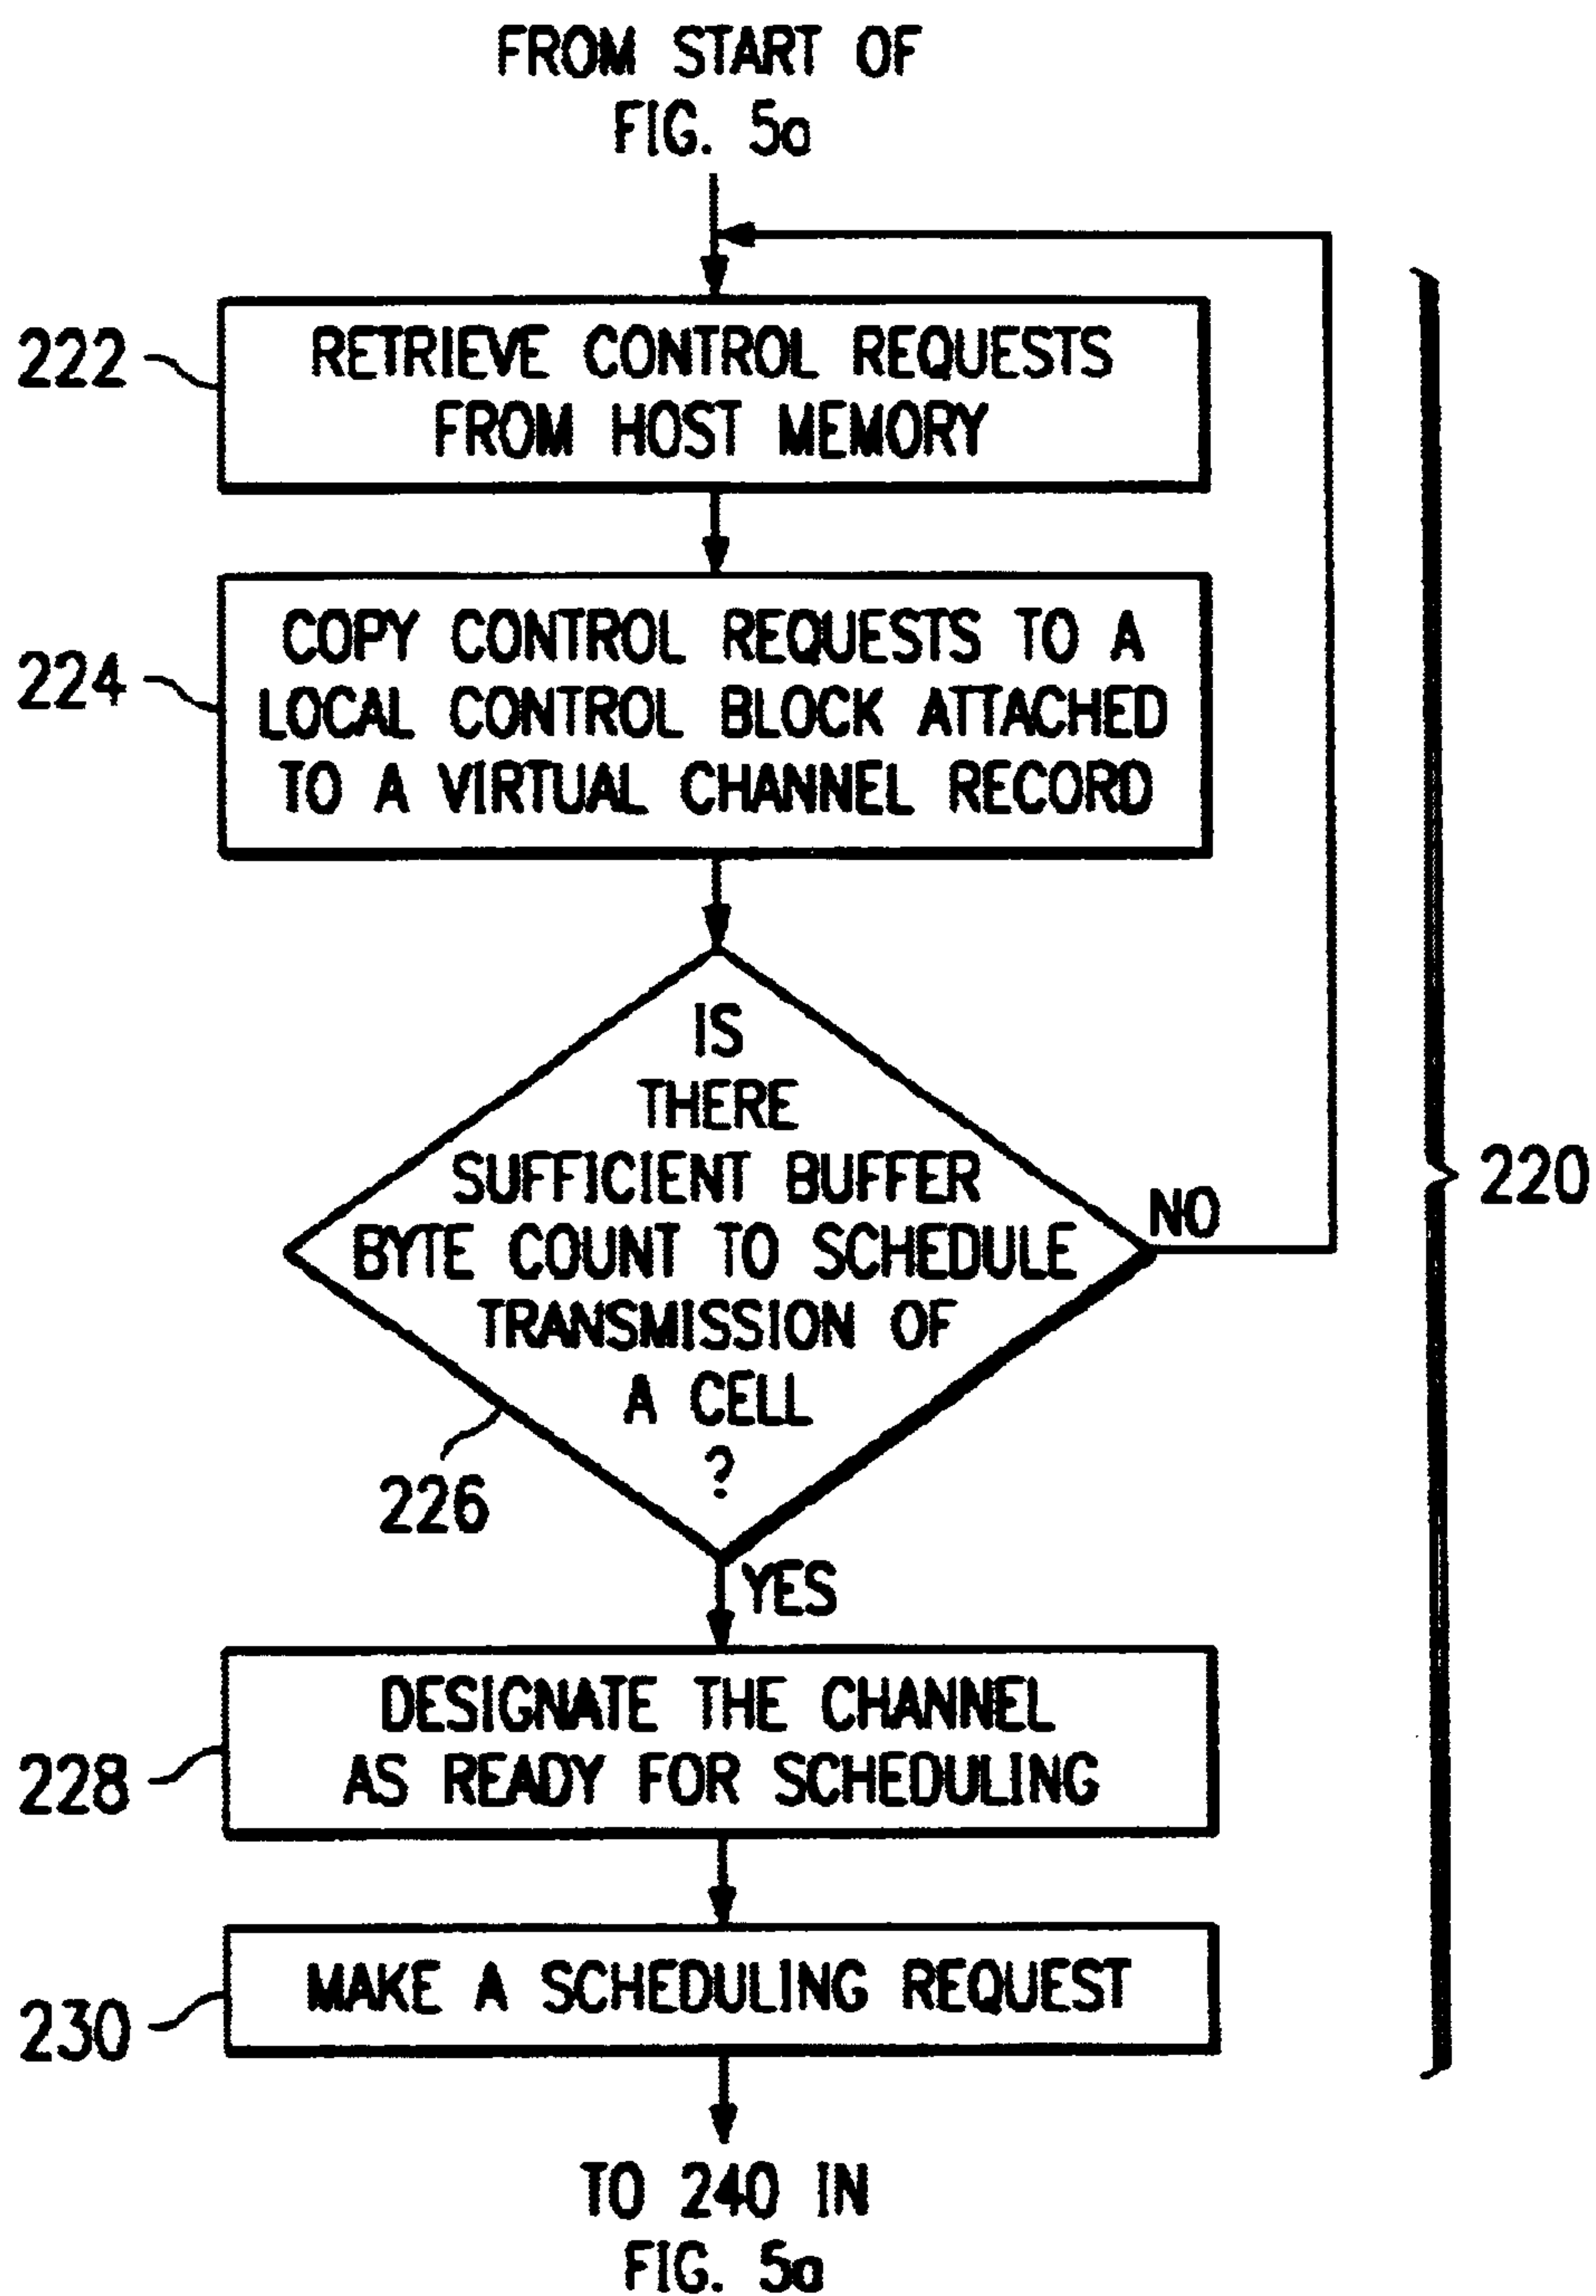 FROM START OF
FIG. 5a
222
RETRIEVE CONTROL REQUESTS
FROM HOST MEMORY
224
COPY CONTROL REQUESTS TO A
LOCAL CONTROL BLOCK ATTACHED
TO A VIRTUAL CHANNEL RECORD
IS
THERE
SUFFICIENT BUFFER
BYTE COUNT TO SCHEDULE
TRANSMISSION OF
A CELL
?
NO
220
226
YES
228
DESIGNATE THE CHANNEL
AS READY FOR SCHEDULING
230
MAKE A SCHEDULING REQUEST
TO 240 IN
FIG. 5a